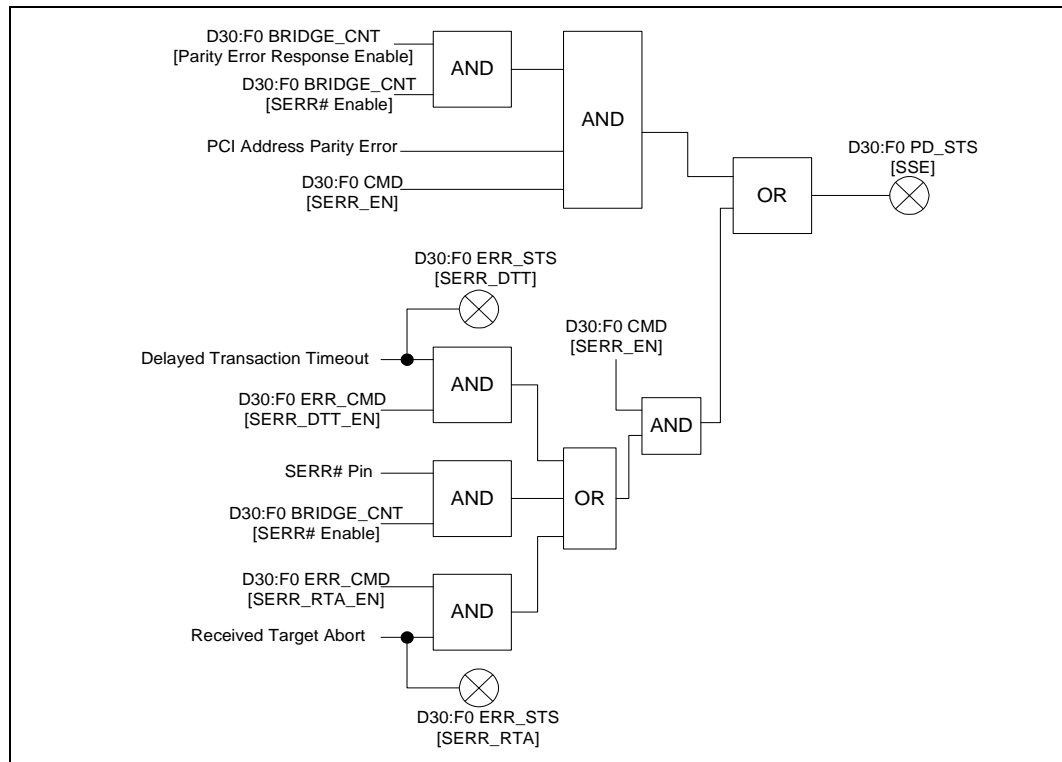 D30:F0 BRIDGE_CNT
[Parity Error Response Enable]
AND
D30:F0 BRIDGE_CNT
[SERR# Enable]
AND
PCI Address Parity Error
D30:F0 CMD
[SERR_EN]
OR
D30:F0 PD_STS
[SSE]
D30:F0 ERR_STS
[SERR_DTT]
Delayed Transaction Timeout
AND
D30:F0 ERR_CMD
[SERR_DTT_EN]
D30:F0 CMD
[SERR_EN]
AND
SERR# Pin
AND
D30:F0 BRIDGE_CNT
[SERR# Enable]
OR
D30:F0 ERR_CMD
[SERR_RTA_EN]
AND
Received Target Abort
D30:F0 ERR_STS
[SERR_RTA]